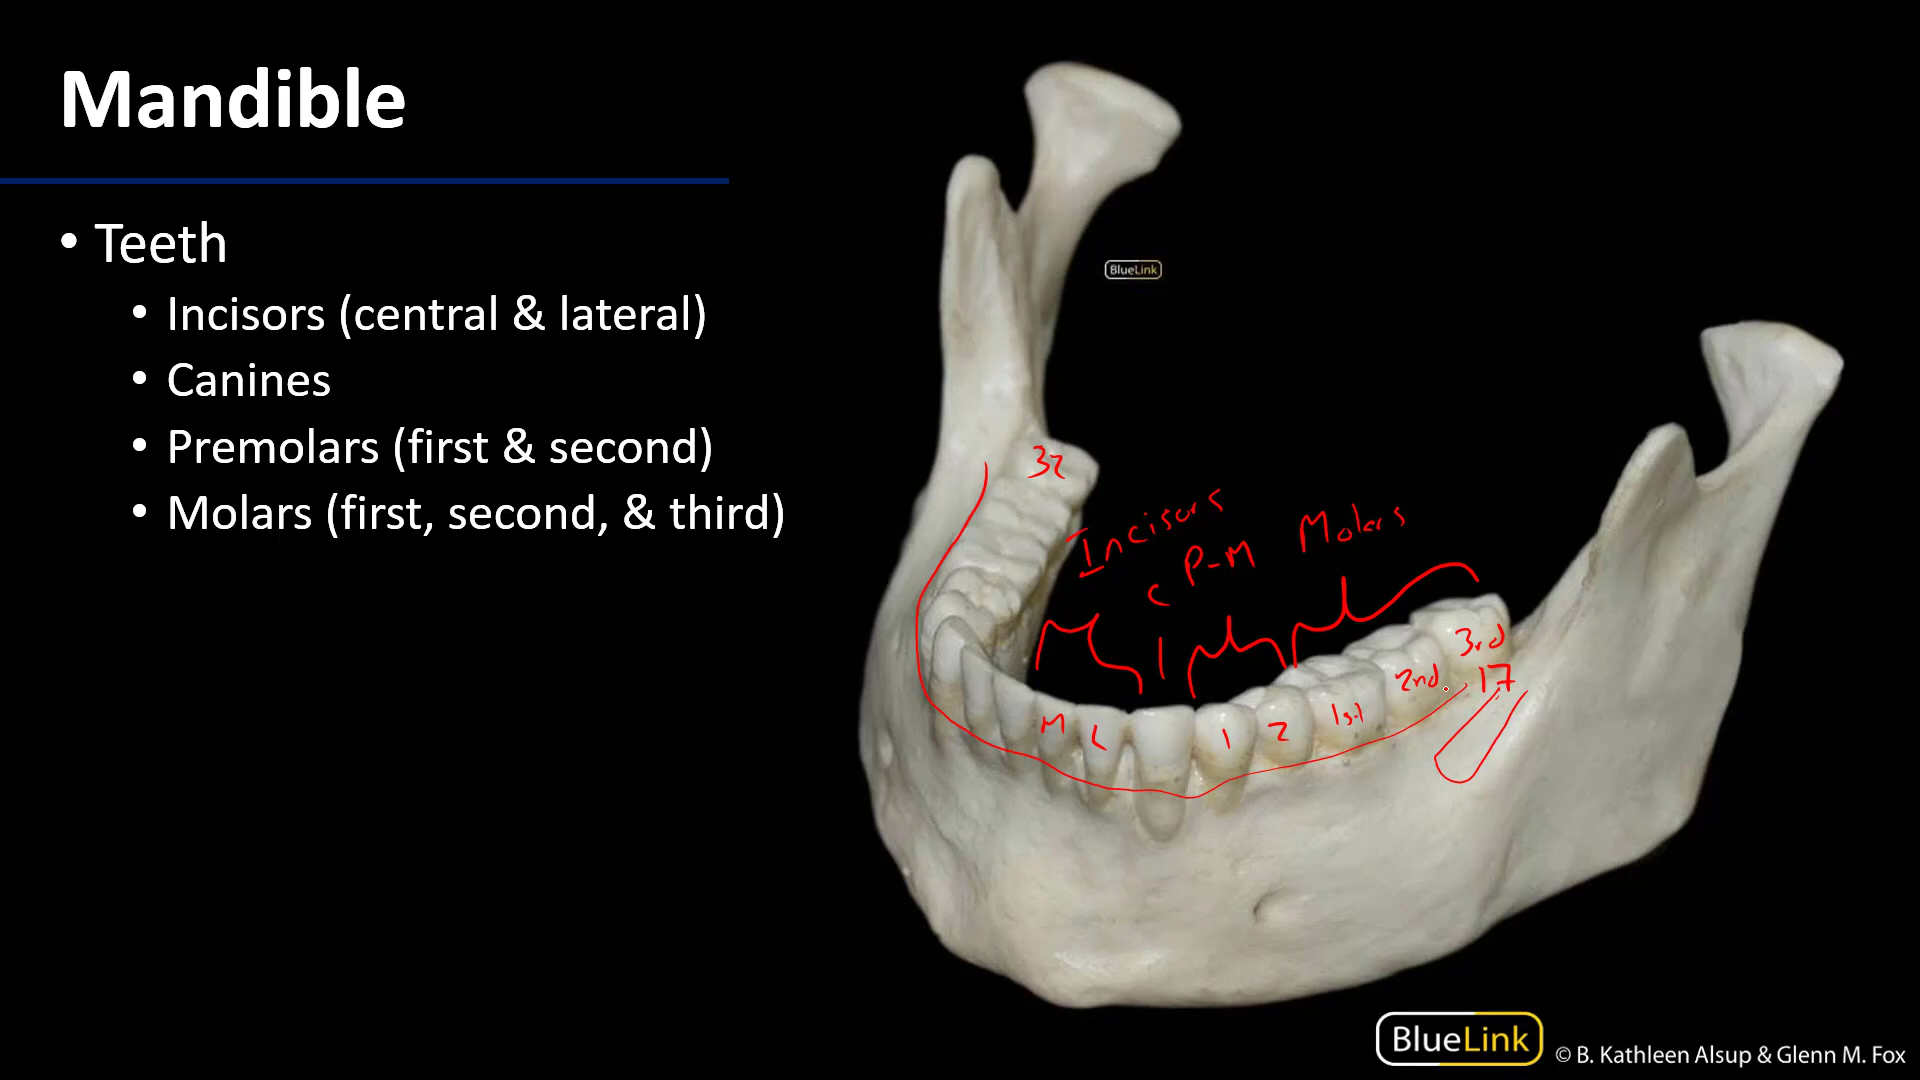 Mandible
• Teeth
• Incisors (central & lateral)
• Canines
• Premolars (first & second)
• Molars (first, second, & third)
BlueLink
32
Incisors
C P-M Molars
3rd
2nd 17
M L 1 2 1st
BlueLink © B. Kathleen Alsup & Glenn M. Fox